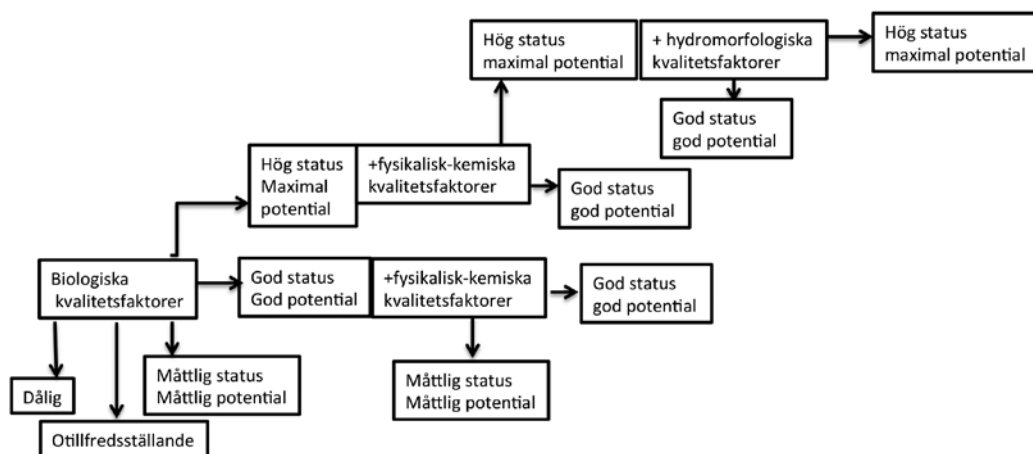 Hög status
maximal potential
+ hydromorfologiska
kvalitetsfaktorer
Hög status
maximal potential
God status
god potential
Hög status
Maximal
potential
+fysikalisk-kemiska
kvalitetsfaktorer
God status
god potential
Biologiska
kvalitetsfaktorer
God status
God potential
+fysikalisk-kemiska
kvalitetsfaktorer
God status
god potential
Dålig
Måttlig status
Måttlig potential
Måttlig status
Måttlig potential
Otillfredsställande